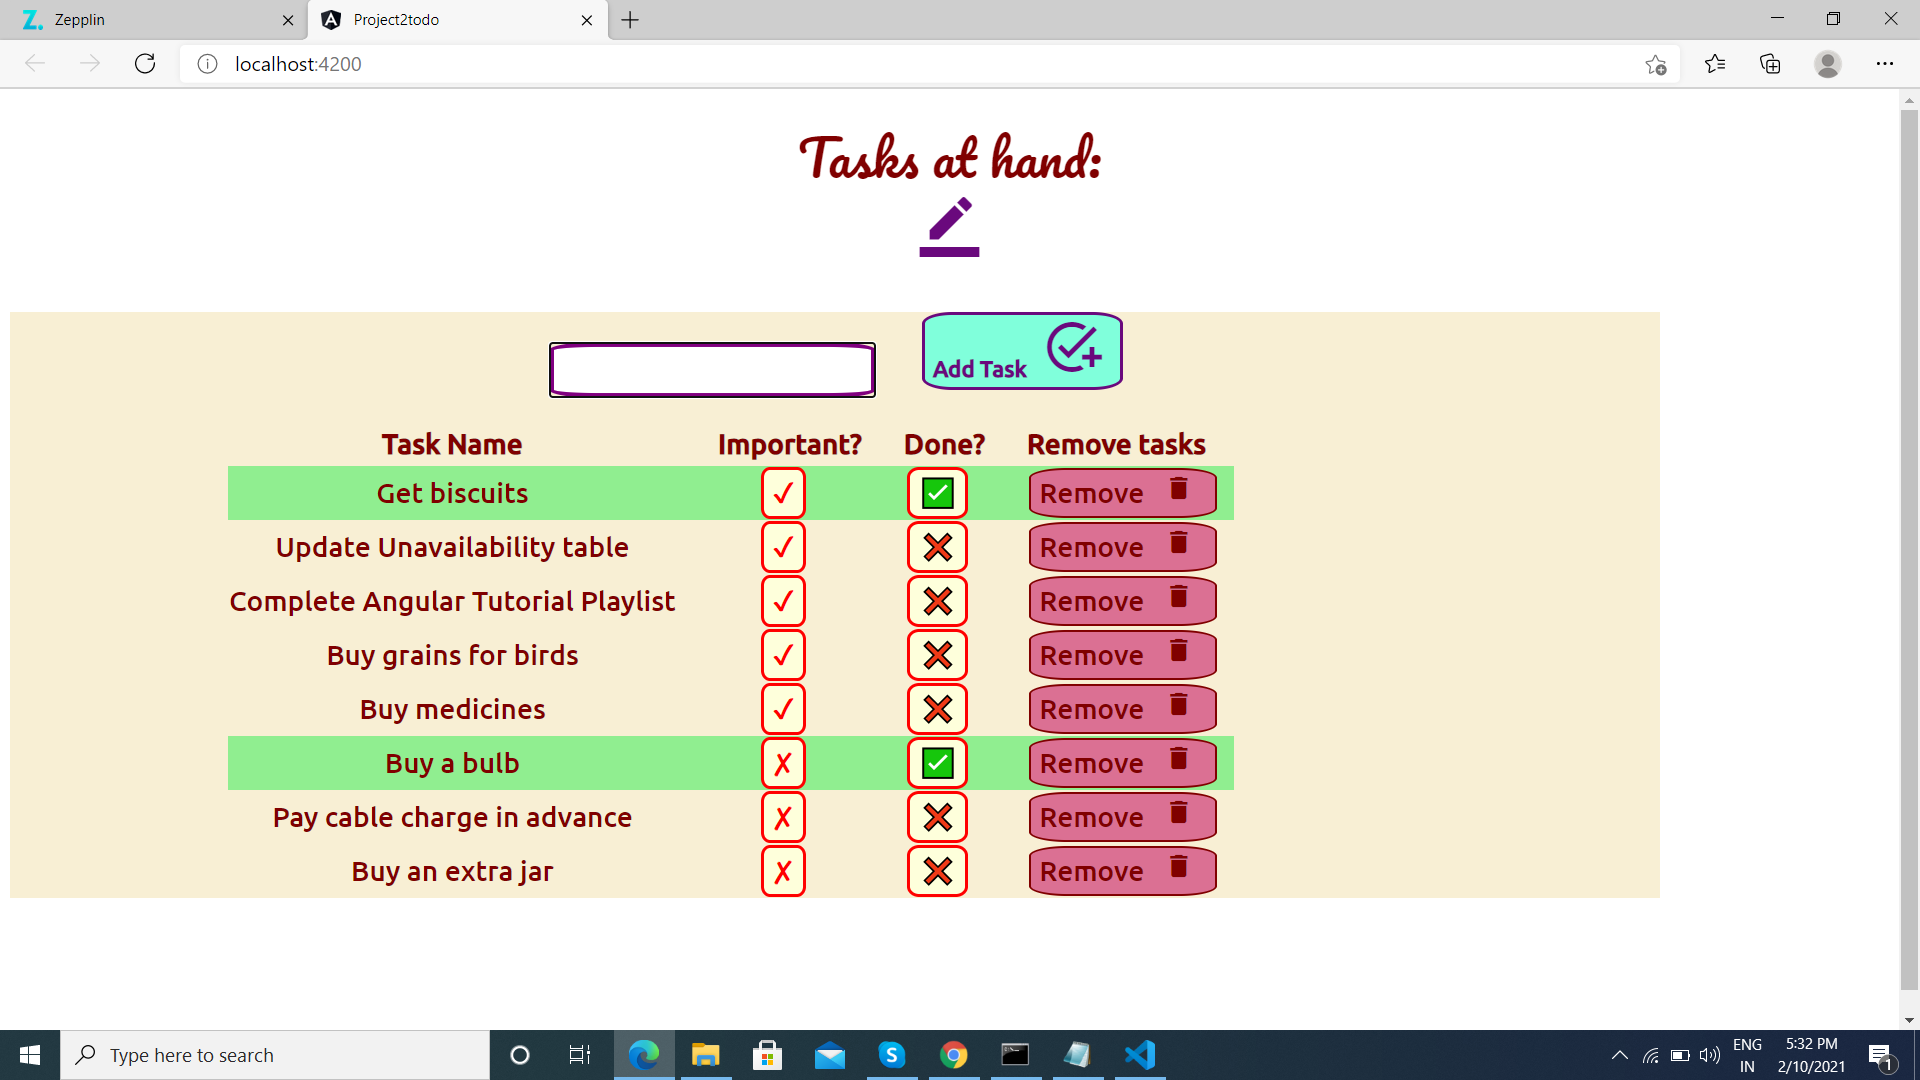 Zepplin
Project2todo
localhost:4200
Tasks at hand:
Add Task
Task Name Important? Done? Remove tasks
Get biscuits ✓ ✓ Remove
Update Unavailability table ✓ ✗ Remove
Complete Angular Tutorial Playlist ✓ ✗ Remove
Buy grains for birds ✓ ✗ Remove
Buy medicines ✓ ✗ Remove
Buy a bulb ✗ ✓ Remove
Pay cable charge in advance ✗ ✗ Remove
Buy an extra jar ✗ ✗ Remove
Type here to search
ENG
IN
5:32 PM
2/10/2021
1